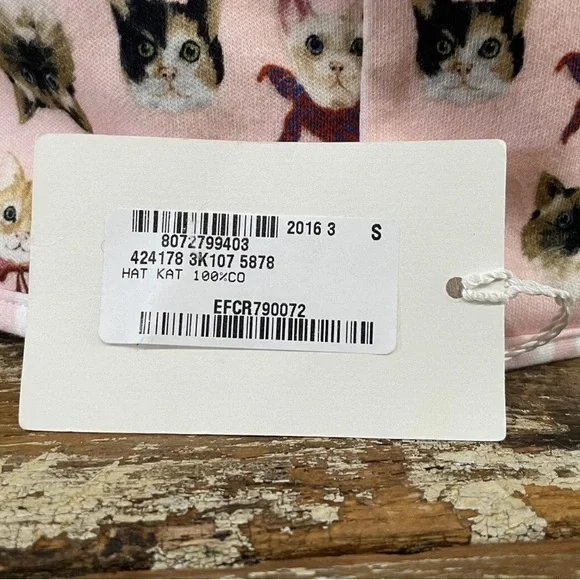 2016 3 S
8072799403
424178 3K107 5878
HAT KAT 100%CO
EFCR790072